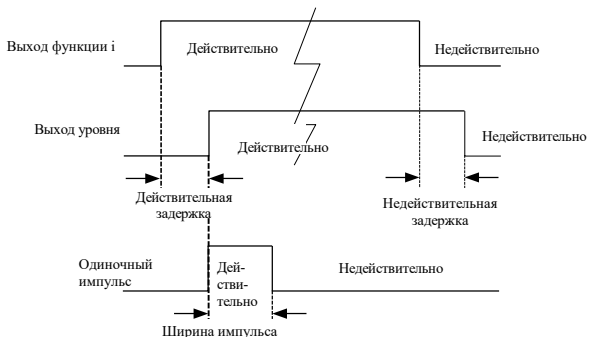 Выход функции i
Действительно
Недействительно
Выход уровня
Действительно
Недействительно
Действительная
задержка
Недействительная
задержка
Одиночный
импульс
Дей-
стви-
тельно
Недействительно
Ширина импульса